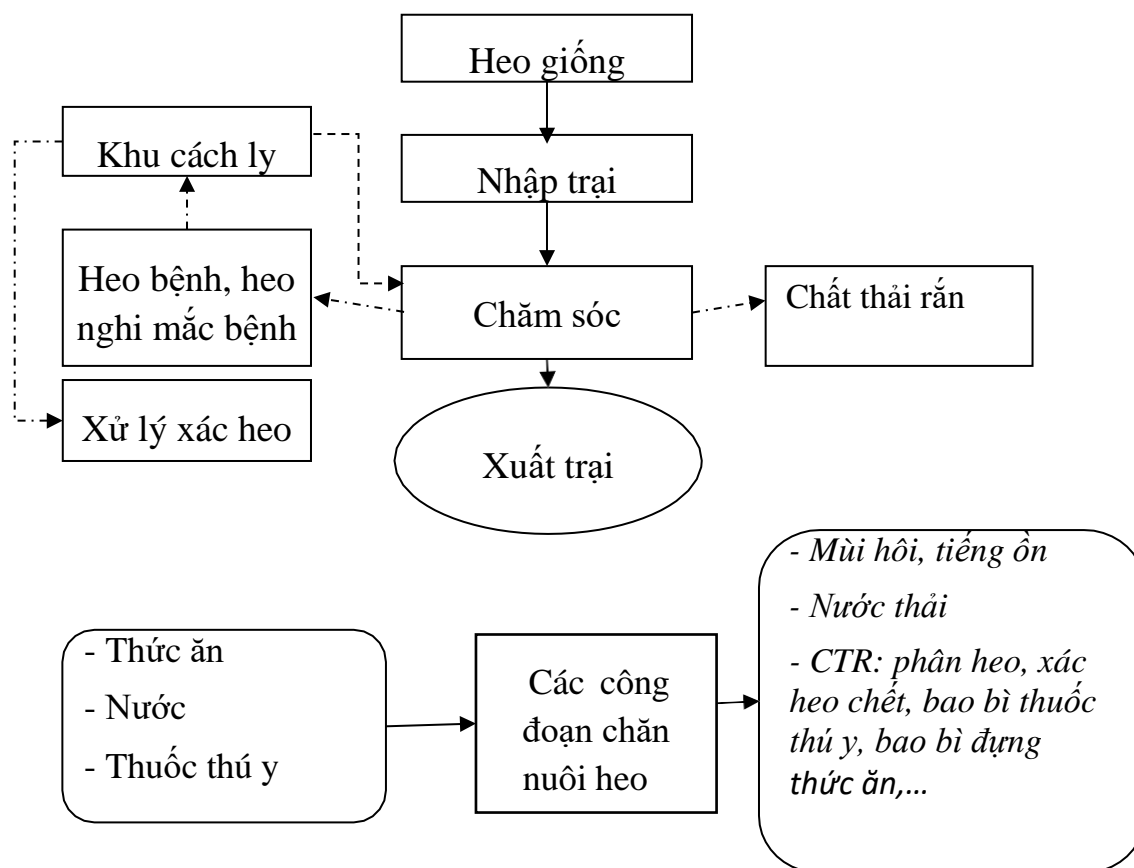 Heo giống
Khu cách ly
Nhập trại
Heo bệnh, heo
nghi mắc bệnh
Chăm sóc
Chất thải rắn
Xử lý xác heo
Xuất trại
- Thức ăn
- Nước
- Thuốc thú y
Các công
đoạn chăn
nuôi heo
- Mùi hôi, tiếng ồn
- Nước thải
- CTR: phân heo, xác
heo chết, bao bì thuốc
thú y, bao bì đựng
thức ăn,...